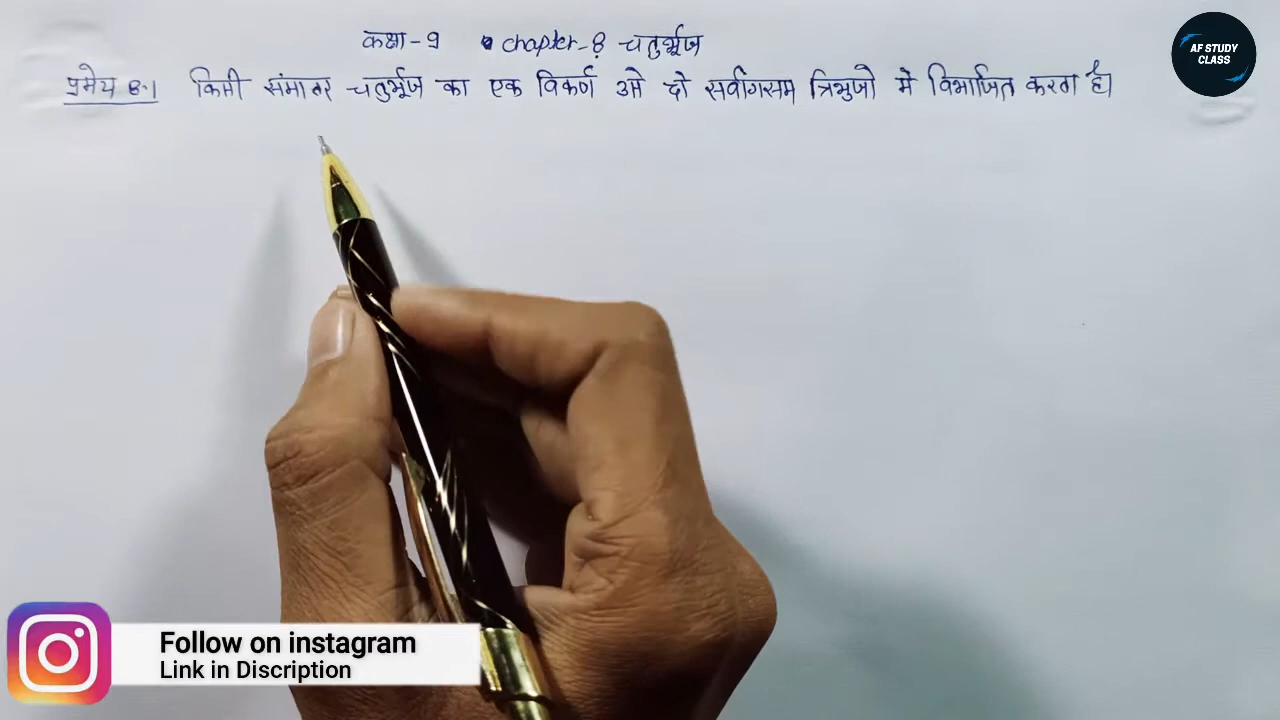 कक्षा-9 chapter-8 चतुर्भूज
प्रमेय 8.1 किसी समांतर चतुर्भूज का एक विकर्ण उसे दो सर्वांगसम त्रिभुजो में विभाजित करता है।
AF STUDY
CLASS
Follow on instagram
Link in Discription